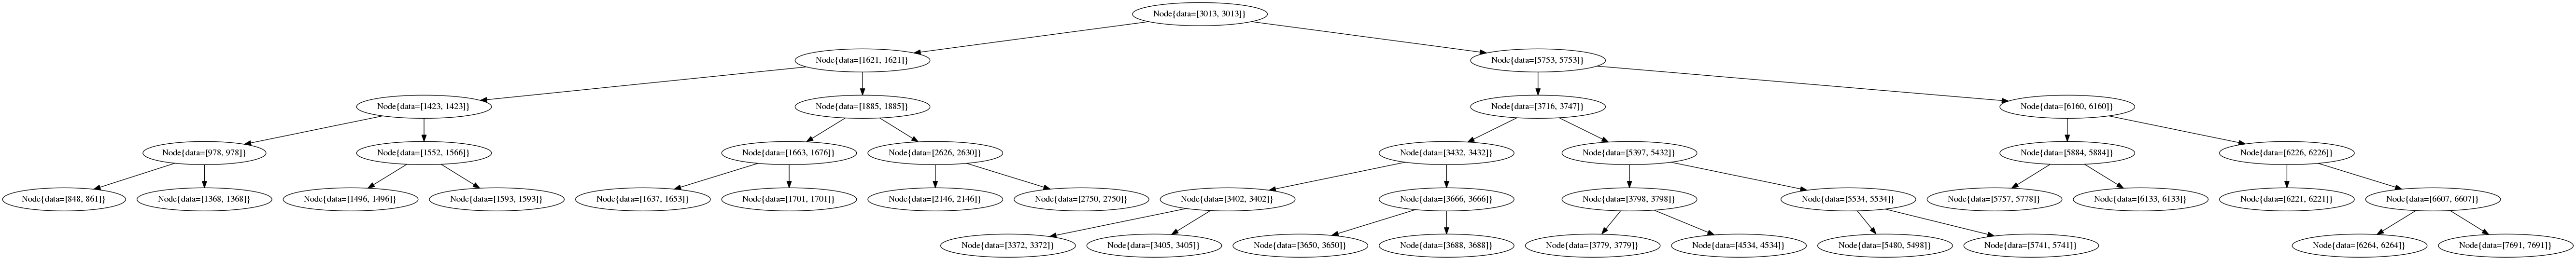 Node{data=[3013, 3013]}
Node{data=[1621, 1621]}
Node{data=[5753, 5753]}
Node{data=[1423, 1423]}
Node{data=[1885, 1885]}
Node{data=[3716, 3747]}
Node{data=[6160, 6160]}
Node{data=[978, 978]}
Node{data=[1552, 1566]}
Node{data=[1663, 1676]}
Node{data=[2626, 2630]}
Node{data=[3432, 3432]}
Node{data=[5397, 5432]}
Node{data=[5884, 5884]}
Node{data=[6226, 6226]}
Node{data=[848, 861]}
Node{data=[1368, 1368]}
Node{data=[1496, 1496]}
Node{data=[1593, 1593]}
Node{data=[1637, 1653]}
Node{data=[1701, 1701]}
Node{data=[2146, 2146]}
Node{data=[2750, 2750]}
Node{data=[3402, 3402]}
Node{data=[3666, 3666]}
Node{data=[3798, 3798]}
Node{data=[5534, 5534]}
Node{data=[5757, 5778]}
Node{data=[6133, 6133]}
Node{data=[6221, 6221]}
Node{data=[6607, 6607]}
Node{data=[3372, 3372]}
Node{data=[3405, 3405]}
Node{data=[3650, 3650]}
Node{data=[3688, 3688]}
Node{data=[3779, 3779]}
Node{data=[4534, 4534]}
Node{data=[5480, 5498]}
Node{data=[5741, 5741]}
Node{data=[6264, 6264]}
Node{data=[7691, 7691]}